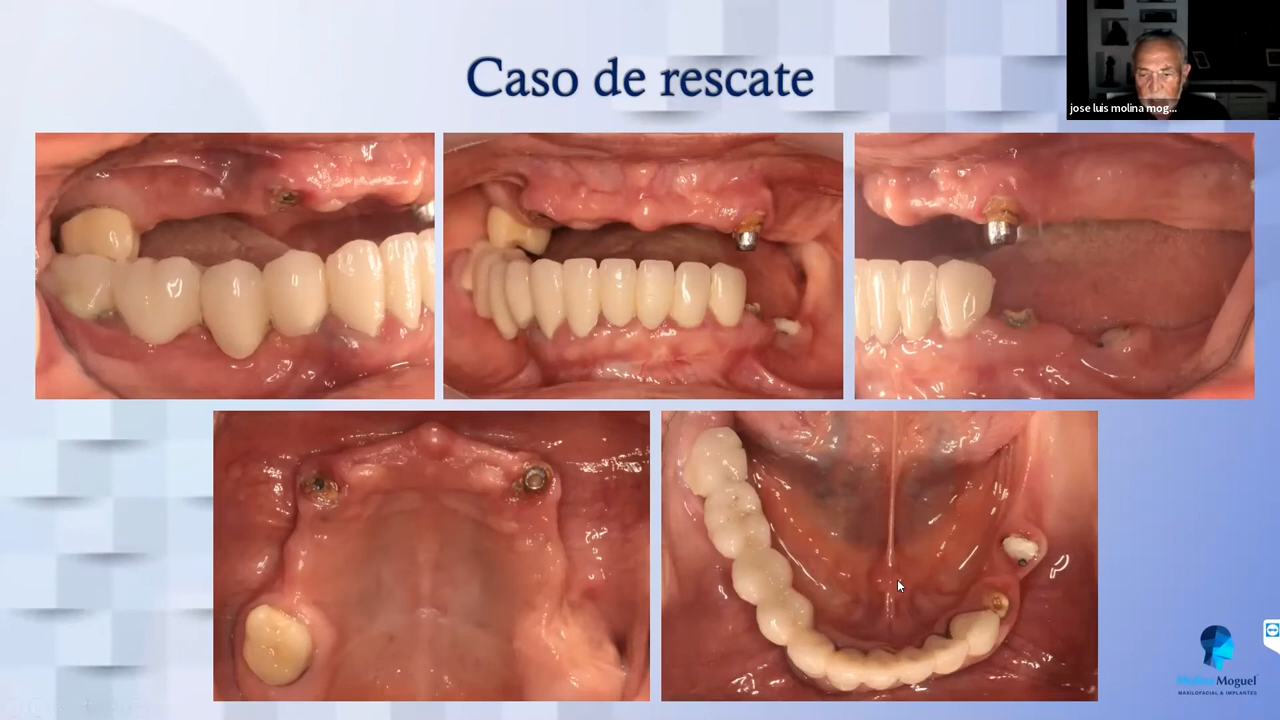 Caso de rescate
jose luis molina mog...
Molina Moguel
MAXILOFACIAL & IMPLANTES